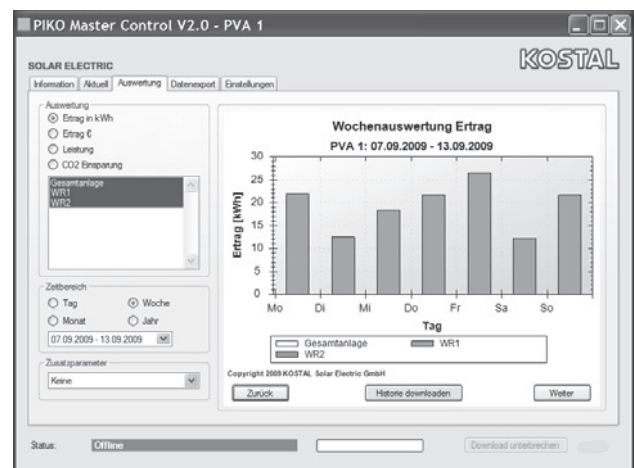 PIKO Master Control V2.0 - PVA 1
SOLAR ELECTRIC
KOSTAL
Information Aktuell Auswertung Datenexport Einstellungen
Auswertung
Ertrag in kWh
Ertrag €
Leistung
CO2 Einsparung
Gesamtanlage
WR1
WR2
Zeitbereich
Tag Woche
Monat Jahr
07.09.2009 - 13.09.2009
Zusatzparameter
Keine
Wochenauswertung Ertrag
PVA 1: 07.09.2009 - 13.09.2009
Ertrag [kWh]
30
25
20
15
10
5
0
Mo Di Mi Do Fr Sa So
Tag
Gesamtanlage WR1
WR2
Copyright 2009 KOSTAL Solar Electric GmbH
Zurück Historie downloaden Weiter
Status: Offline Download unterbrechen